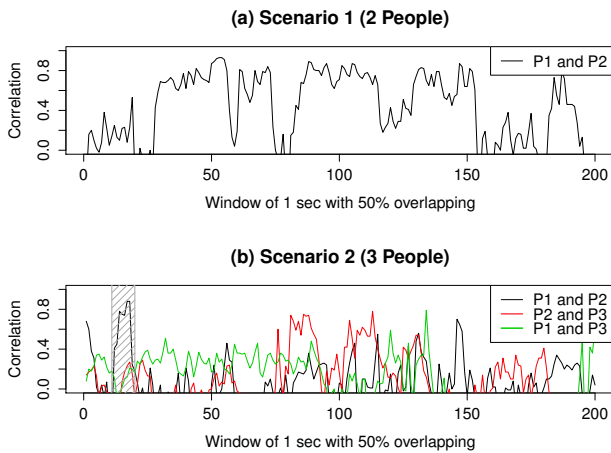 (a) Scenario 1 (2 People)
Correlation
0.0
0.4
0.8
P1 and P2
0
50
100
150
200
Window of 1 sec with 50% overlapping
(b) Scenario 2 (3 People)
Correlation
0.0
0.4
0.8
P1 and P2
P2 and P3
P1 and P3
0
50
100
150
200
Window of 1 sec with 50% overlapping